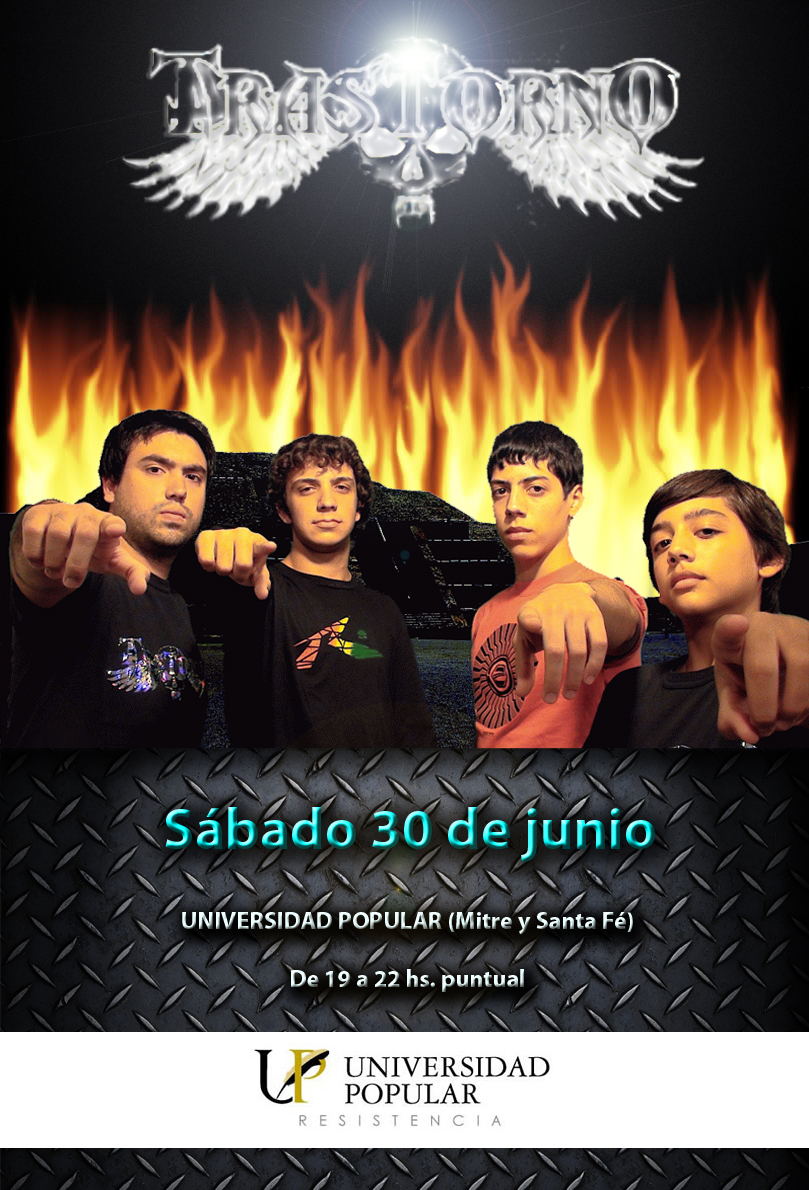 TRASTORNO
Sábado 30 de junio
UNIVERSIDAD POPULAR (Mitre y Santa Fé)
De 19 a 22 hs. puntual
UP UNIVERSIDAD
POPULAR
RESISTENCIA